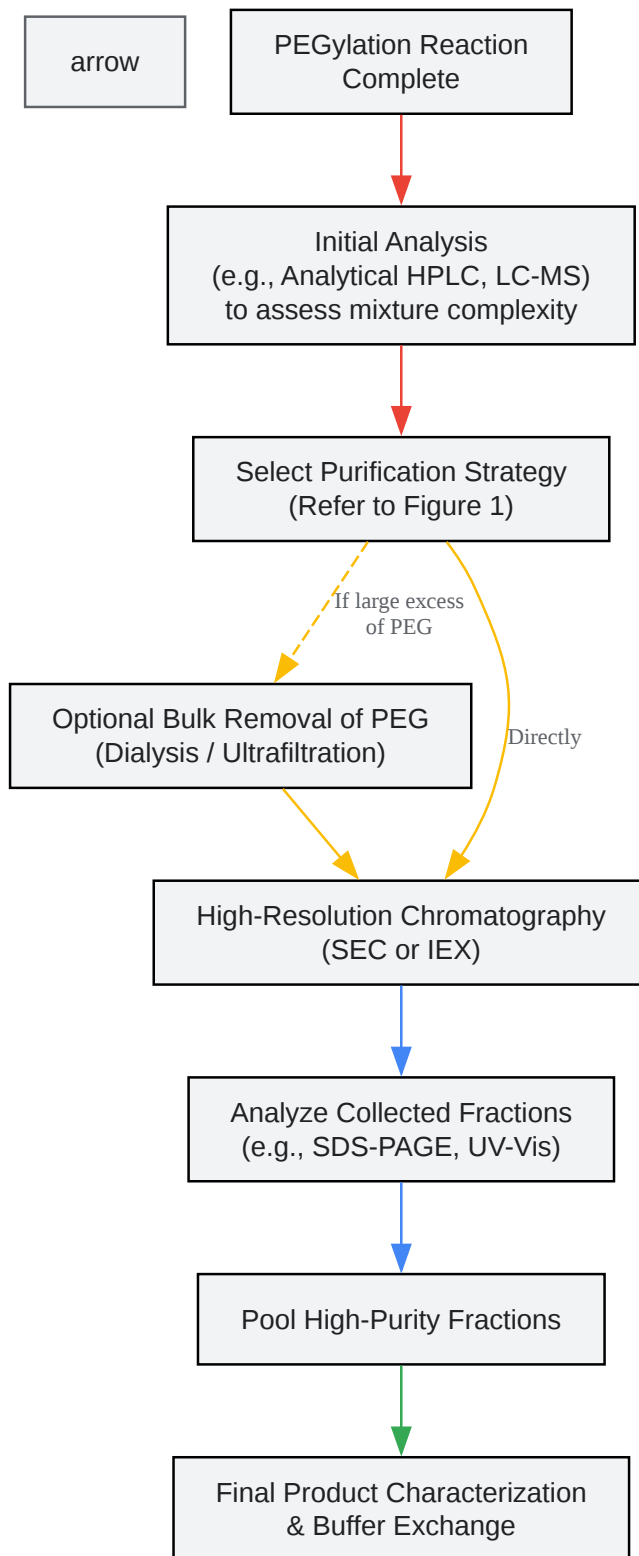 arrow
PEGylation Reaction
Complete
Initial Analysis
(e.g., Analytical HPLC, LC-MS)
to assess mixture complexity
Select Purification Strategy
(Refer to Figure 1)
If large excess
of PEG
Optional Bulk Removal of PEG
(Dialysis / Ultrafiltration)
Directly
High-Resolution Chromatography
(SEC or IEX)
Analyze Collected Fractions
(e.g., SDS-PAGE, UV-Vis)
Pool High-Purity Fractions
Final Product Characterization
& Buffer Exchange